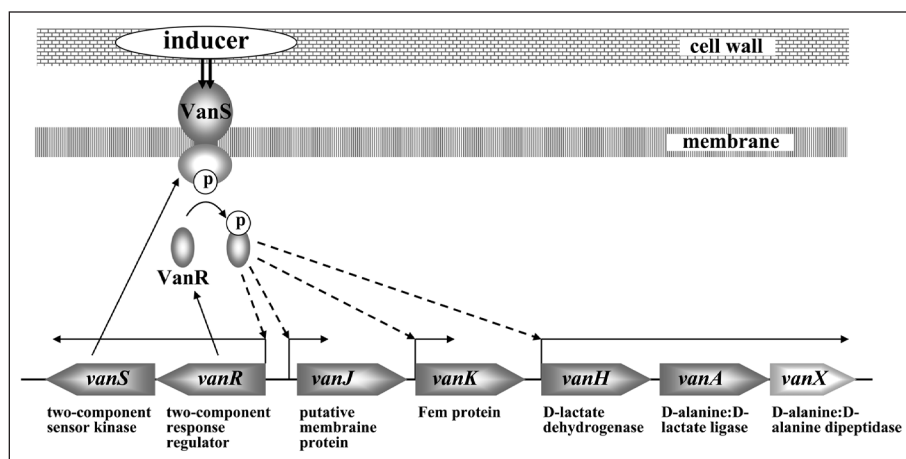 inducer
cell wall
VanS
membrane
p
p
VanR
vanS
vanR
vanJ
vanK
vanH
vanA
vanX
two-component
sensor kinase
two-component
response
regulator
putative
membraine
protein
Fem protein
D-lactate
dehydrogenase
D-alanine:D-
lactate ligase
D-alanine:D-
alanine dipeptidase